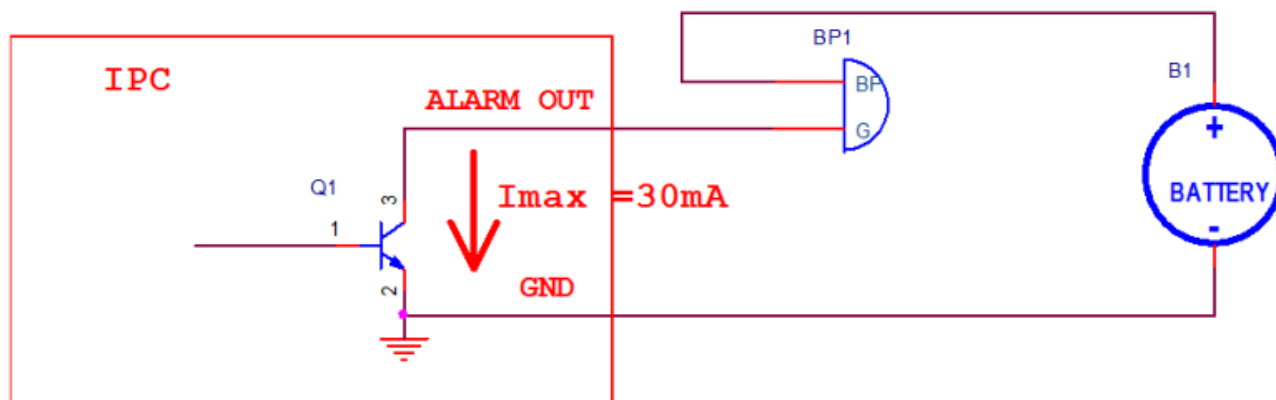 BP1
IPC
B1
BP
ALARM OUT
+
G
Q1
3
Imax =30mA
BATTERY
1
-
2
GND